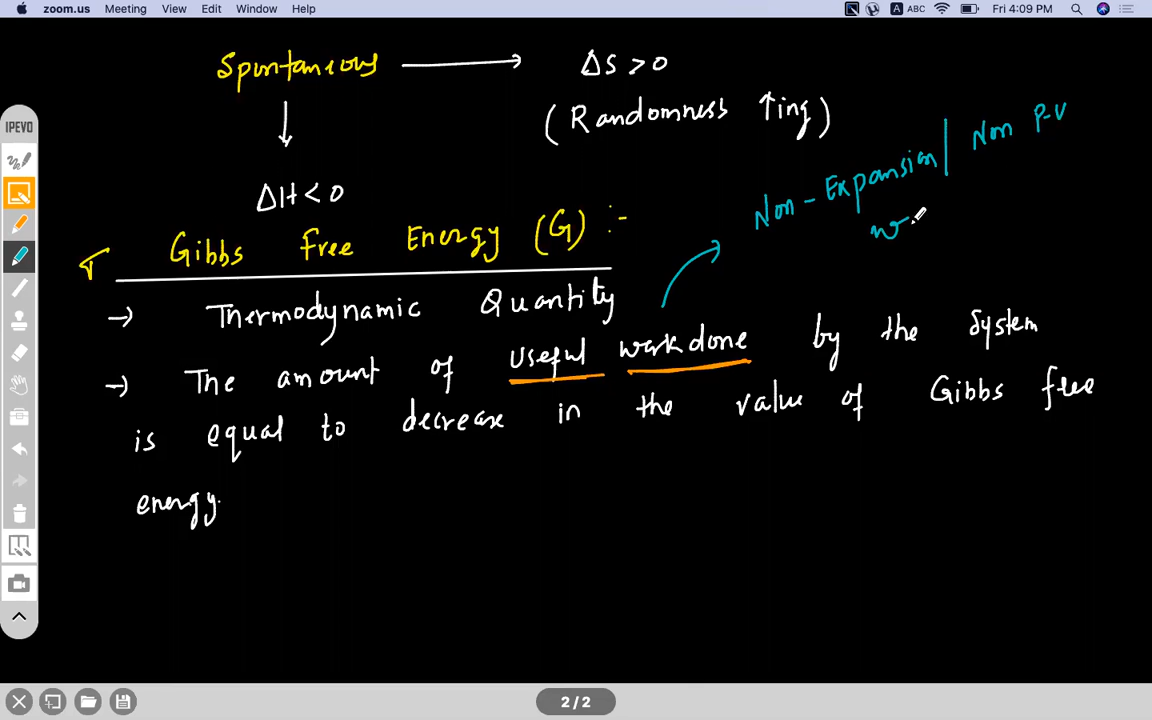 zoom.us Meeting View Edit Window Help
A ABC Fri 4:09 PM
Spontaneous ⟶ ΔS > 0
(Randomness ↑ing)
↓
ΔH < 0
Non-Expansion / Non P-V
w
Gibbs free Energy (G) :-
→ Thermodynamic Quantity
→ The amount of useful work done by the System
is equal to decrease in the value of Gibbs free
energy.
IPEVO
2/2